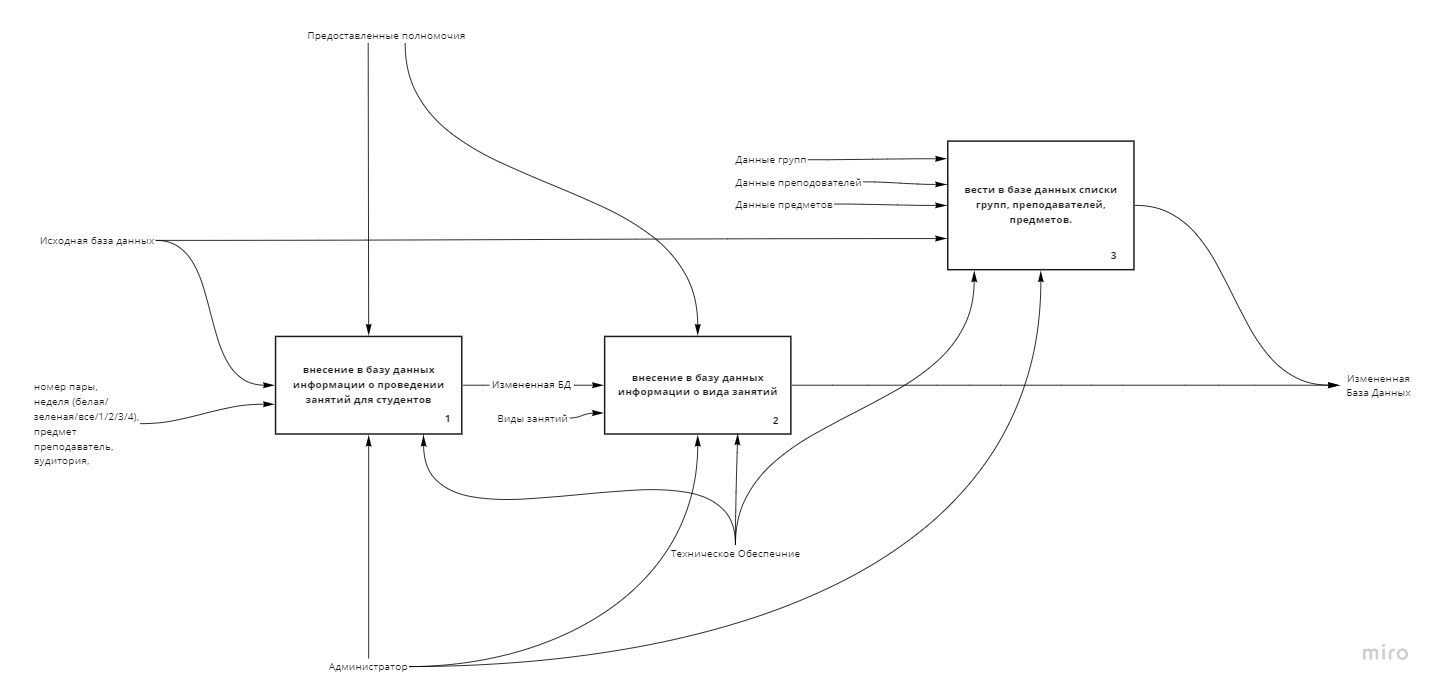 Предоставленные полномочия
Данные групп
Данные преподователей
Данные предметов
вести в базе данных списки
групп, преподавателей,
предметов.
3
Исходная база данных
номер пары,
неделя (белая/
зеленая/все/1/2/3/4),
предмет
преподаватель,
аудитория,
внесение в базу данных
информации о проведении
занятий для студентов
1
Измененная БД
Виды занятий
внесение в базу данных
информации о вида занятий
2
Измененная
База Данных
Техническое Обеспечние
Администратор
miro